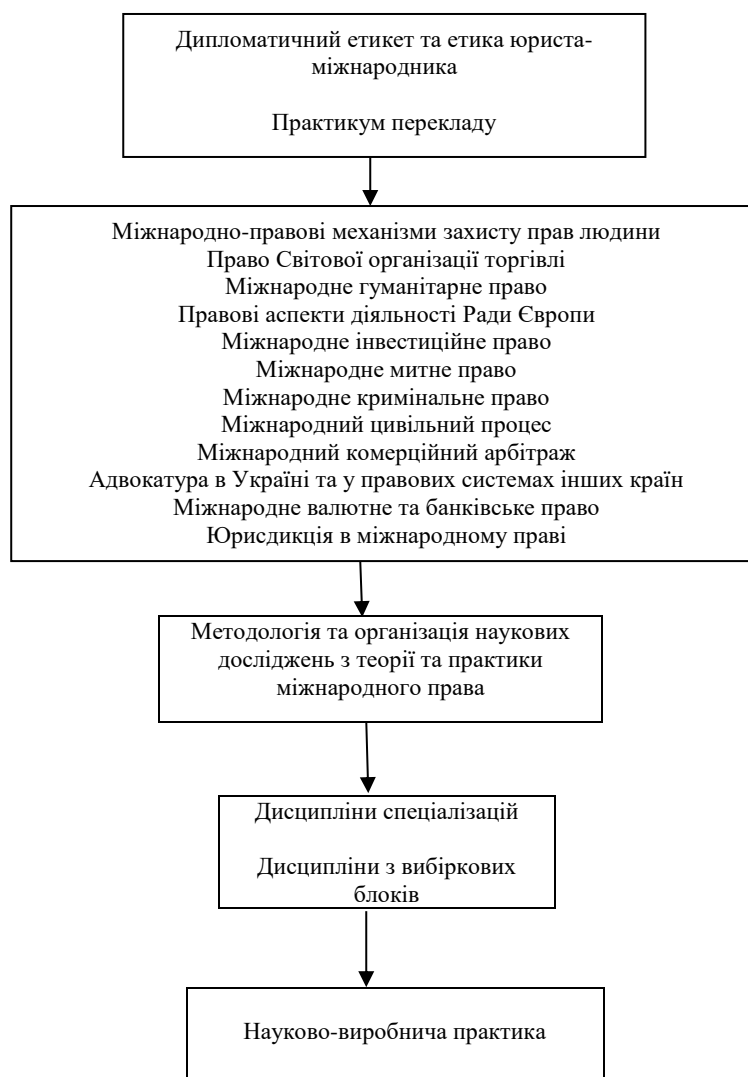 Дипломатичний етикет та етика юриста-
міжнародника
Практикум перекладу
Міжнародно-правові механізми захисту прав людини
Право Світової організації торгівлі
Міжнародне гуманітарне право
Правові аспекти діяльності Ради Європи
Міжнародне інвестиційне право
Міжнародне митне право
Міжнародне кримінальне право
Міжнародний цивільний процес
Міжнародний комерційний арбітраж
Адвокатура в Україні та у правових системах інших країн
Міжнародне валютне та банківське право
Юрисдикція в міжнародному праві
Методологія та організація наукових
досліджень з теорії та практики
міжнародного права
Дисципліни спеціалізацій
Дисципліни з вибіркових
блоків
Науково-виробнича практика